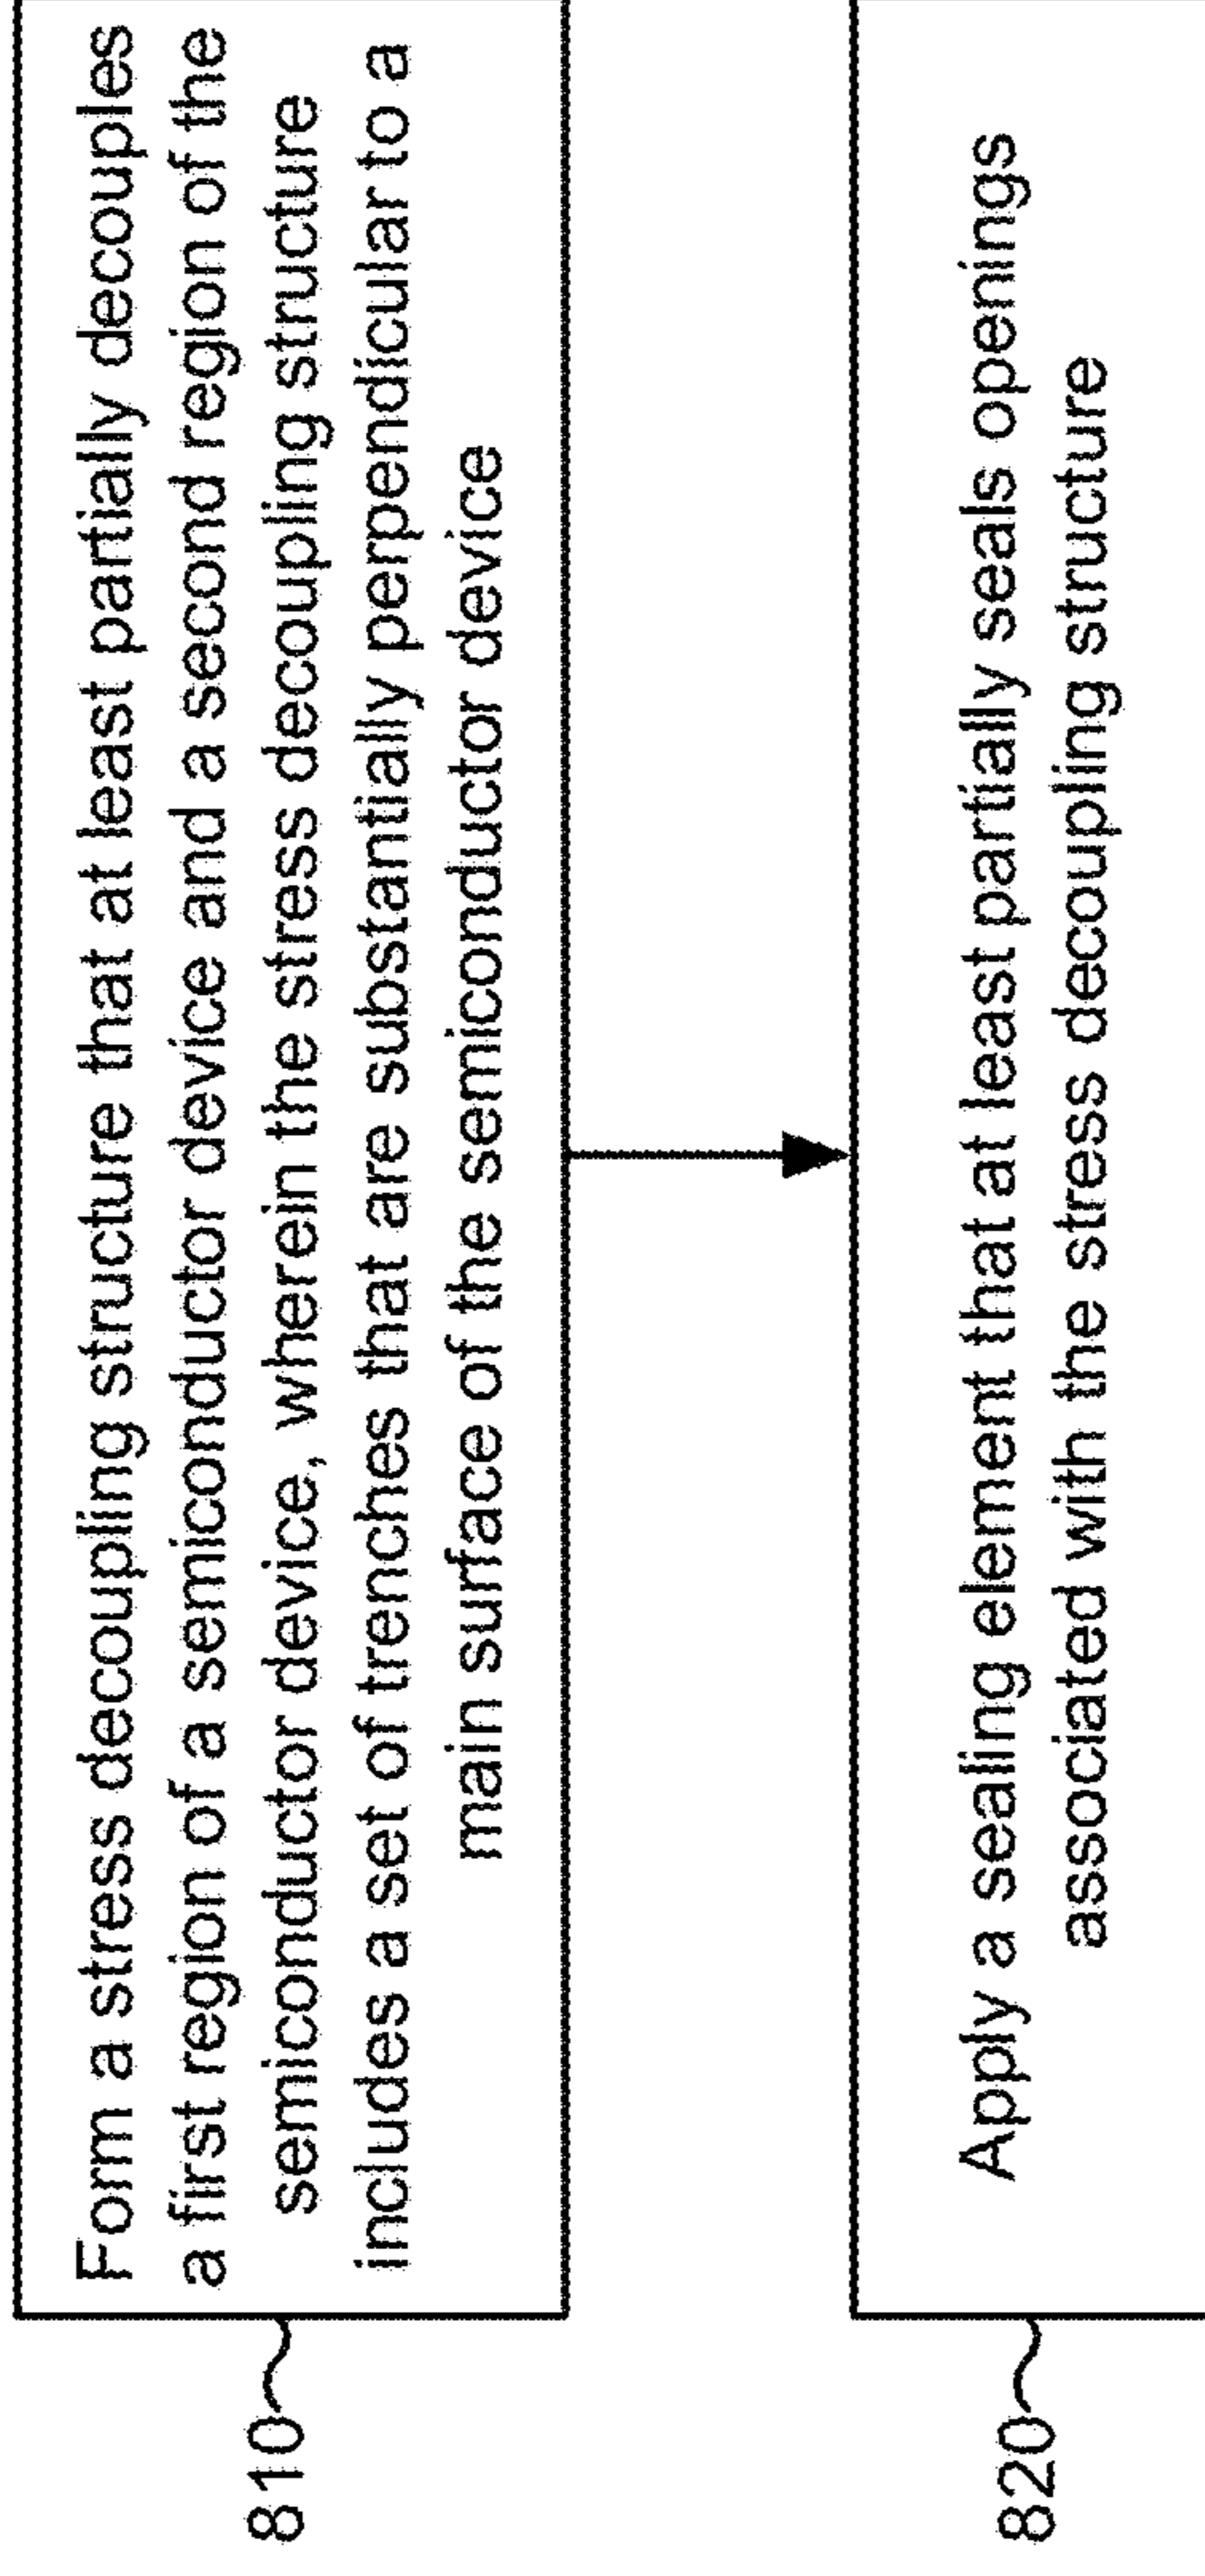 810
Form a stress decoupling structure that at least partially decouples
a first region of a semiconductor device and a second region of the
semiconductor device, wherein the stress decoupling structure
includes a set of trenches that are substantially perpendicular to a
main surface of the semiconductor device
820
Apply a sealing element that at least partially seals openings
associated with the stress decoupling structure